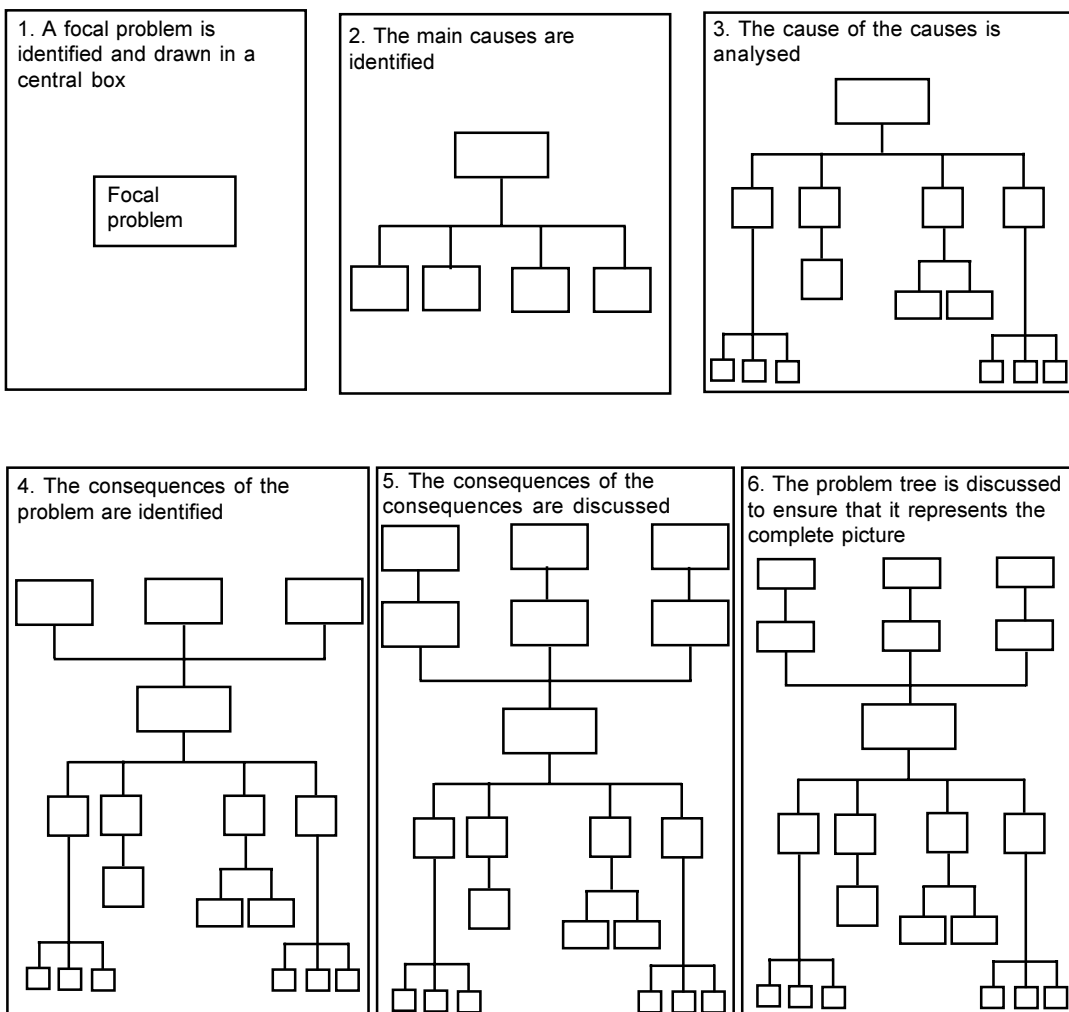 1. A focal problem is
identified and drawn in a
central box
Focal
problem
2. The main causes are
identified
3. The cause of the causes is
analysed
4. The consequences of the
problem are identified
5. The consequences of the
consequences are discussed
6. The problem tree is discussed
to ensure that it represents the
complete picture